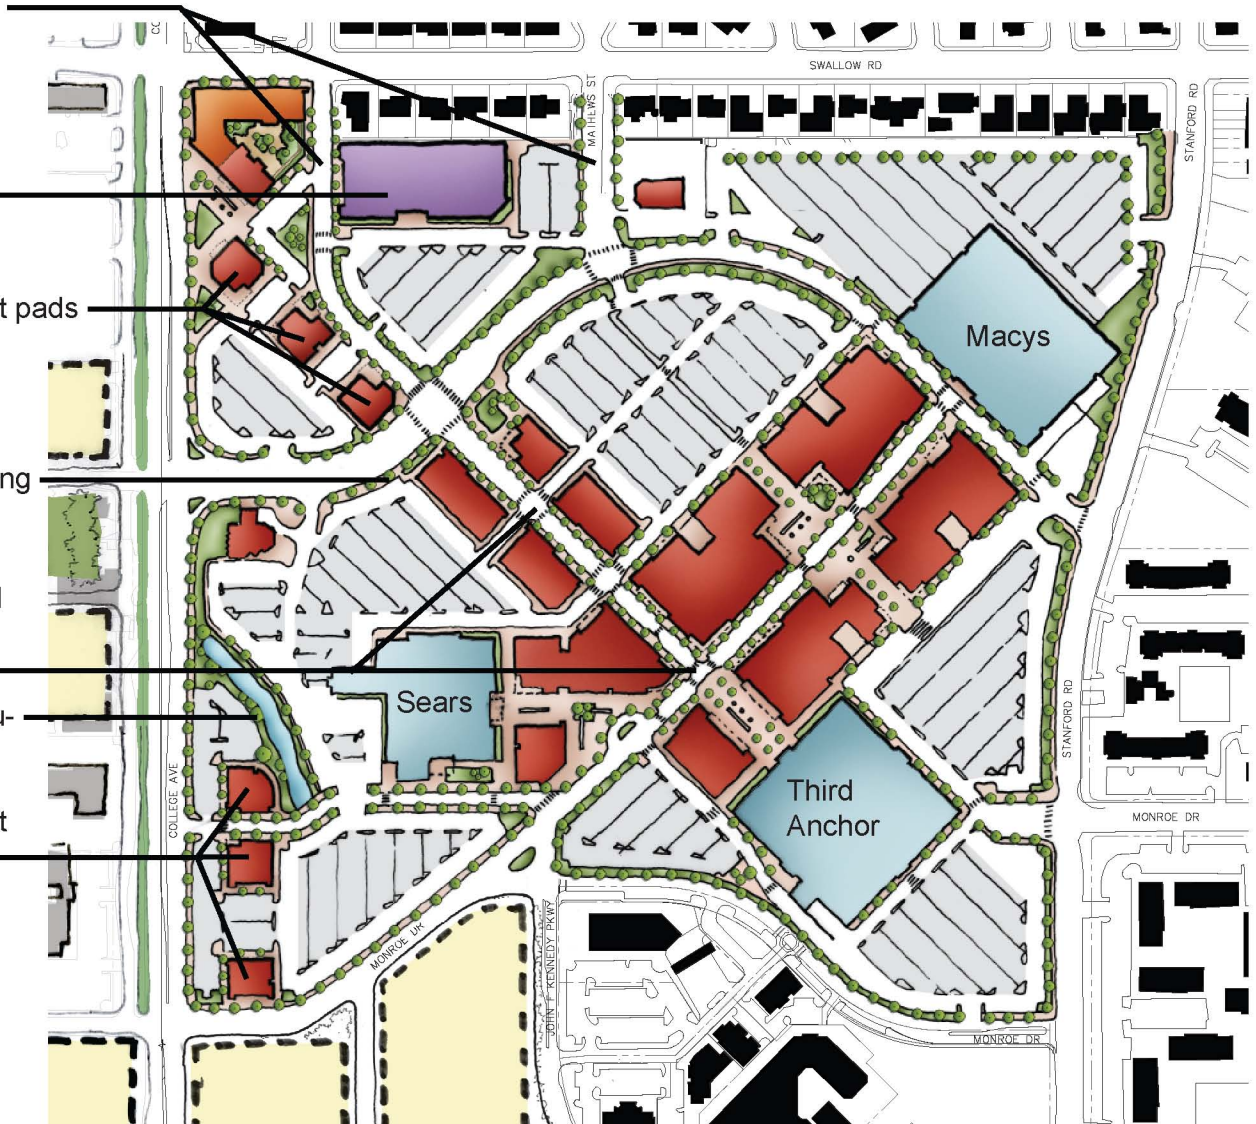 SWALLOW RD
MATHEWS ST
STANFORD RD
Macys
t pads
ng
Sears
u-
STANFORD RD
COLLEGE AVE
Third
Anchor
t
MONROE DR
MONROE DR
JOHN F KENNEDY PKWY
MONROE DR